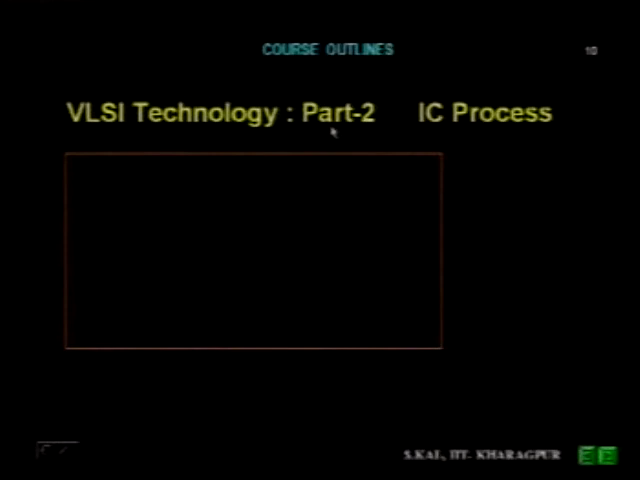 COURSE OUTLINES
10
VLSI Technology : Part-2 IC Process
S.KAL, IIT- KHARAGPUR